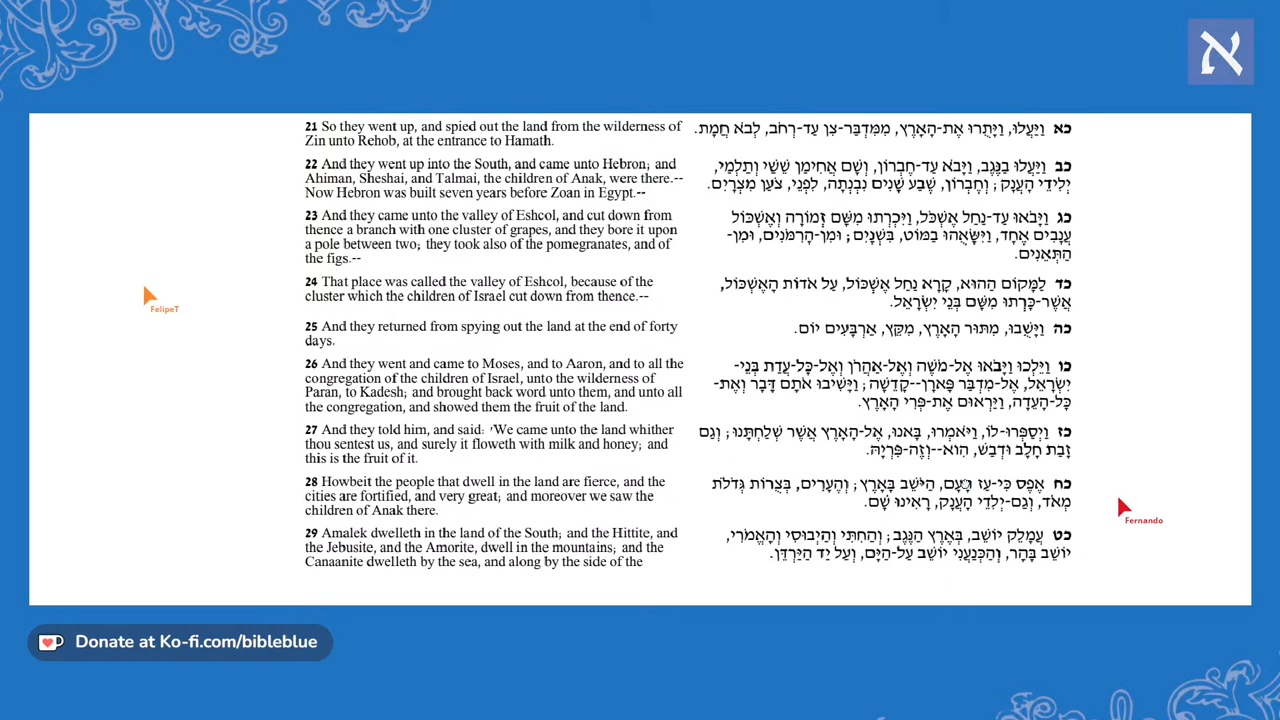 א
21 So they went up, and spied out the land from the wilderness of
Zin unto Rehob, at the entrance to Hamath.
22 And they went up into the South, and came unto Hebron; and
Ahiman, Sheshai, and Talmai, the children of Anak, were there.--
Now Hebron was built seven years before Zoan in Egypt.--
23 And they came unto the valley of Eshcol, and cut down from
thence a branch with one cluster of grapes, and they bore it upon
a pole between two; they took also of the pomegranates, and of
the figs.--
24 That place was called the valley of Eshcol, because of the
cluster which the children of Israel cut down from thence.--
25 And they returned from spying out the land at the end of forty
days.
26 And they went and came to Moses, and to Aaron, and to all the
congregation of the children of Israel, unto the wilderness of
Paran, to Kadesh; and brought back word unto them, and unto all
the congregation, and showed them the fruit of the land.
27 And they told him, and said: 'We came unto the land whither
thou sentest us, and surely it floweth with milk and honey; and
this is the fruit of it.
28 Howbeit the people that dwell in the land are fierce, and the
cities are fortified, and very great; and moreover we saw the
children of Anak there.
29 Amalek dwelleth in the land of the South; and the Hittite, and
the Jebusite, and the Amorite, dwell in the mountains; and the
Canaanite dwelleth by the sea, and along by the side of the
כא וַיַּעֲלוּ, וַיָּתֻרוּ אֶת-הָאָרֶץ, מִמִּדְבַּר-צִן עַד-רְחֹב, לְבֹא חֲמָת.
כב וַיַּעֲלוּ בַנֶּגֶב, וַיָּבֹא עַד-חֶבְרוֹן, וְשָׁם אֲחִימַן שֵׁשַׁי וְתַלְמַי,
יְלִידֵי הָעֲנָק; וְחֶבְרוֹן, שֶׁבַע שָׁנִים נִבְנְתָה, לִפְנֵי, צֹעַן מִצְרָיִם.
כג וַיָּבֹאוּ עַד-נַחַל אֶשְׁכֹּל, וַיִּכְרְתוּ מִשָּׁם זְמוֹרָה וְאֶשְׁכּוֹל
עֲנָבִים אֶחָד, וַיִּשָּׂאֻהוּ בַמּוֹט, בִּשְׁנָיִם; וּמִן-הָרִמֹּנִים, וּמִן-
הַתְּאֵנִים.
כד לַמָּקוֹם הַהוּא, קָרָא נַחַל אֶשְׁכּוֹל, עַל אֹדוֹת הָאֶשְׁכּוֹל,
אֲשֶׁר-כָּרְתוּ מִשָּׁם בְּנֵי יִשְׂרָאֵל.
כה וַיָּשֻׁבוּ, מִתּוּר הָאָרֶץ, מִקֵּץ, אַרְבָּעִים יוֹם.
כו וַיֵּלְכוּ וַיָּבֹאוּ אֶל-מֹשֶׁה וְאֶל-אַהֲרֹן וְאֶל-כָּל-עֲדַת בְּנֵי-
יִשְׂרָאֵל, אֶל-מִדְבַּר פָּארָן--קָדֵשָׁה; וַיָּשִׁיבוּ אֹתָם דָּבָר וְאֶת-
כָּל-הָעֵדָה, וַיַּרְאוּם אֶת-פְּרִי הָאָרֶץ.
כז וַיְסַפְּרוּ-לוֹ, וַיֹּאמְרוּ, בָּאנוּ, אֶל-הָאָרֶץ אֲשֶׁר שְׁלַחְתָּנוּ; וְגַם
זָבַת חָלָב וּדְבַשׁ, הִוא--וְזֶה-פִּרְיָהּ.
כח אֶפֶס כִּי-עַז הָעָם, הַיֹּשֵׁב בָּאָרֶץ; וְהֶעָרִים, בְּצֻרוֹת גְּדֹלֹת
מְאֹד, וְגַם-יְלִדֵי הָעֲנָק, רָאִינוּ שָׁם.
כט עֲמָלֵק יוֹשֵׁב, בְּאֶרֶץ הַנֶּגֶב; וְהַחִתִּי וְהַיְבוּסִי וְהָאֱמֹרִי,
יוֹשֵׁב בָּהָר, וְהַכְּנַעֲנִי יוֹשֵׁב עַל-הַיָּם, וְעַל יַד הַיַּרְדֵּן.
FelipeT
Fernando
Donate at Ko-fi.com/bibleblue